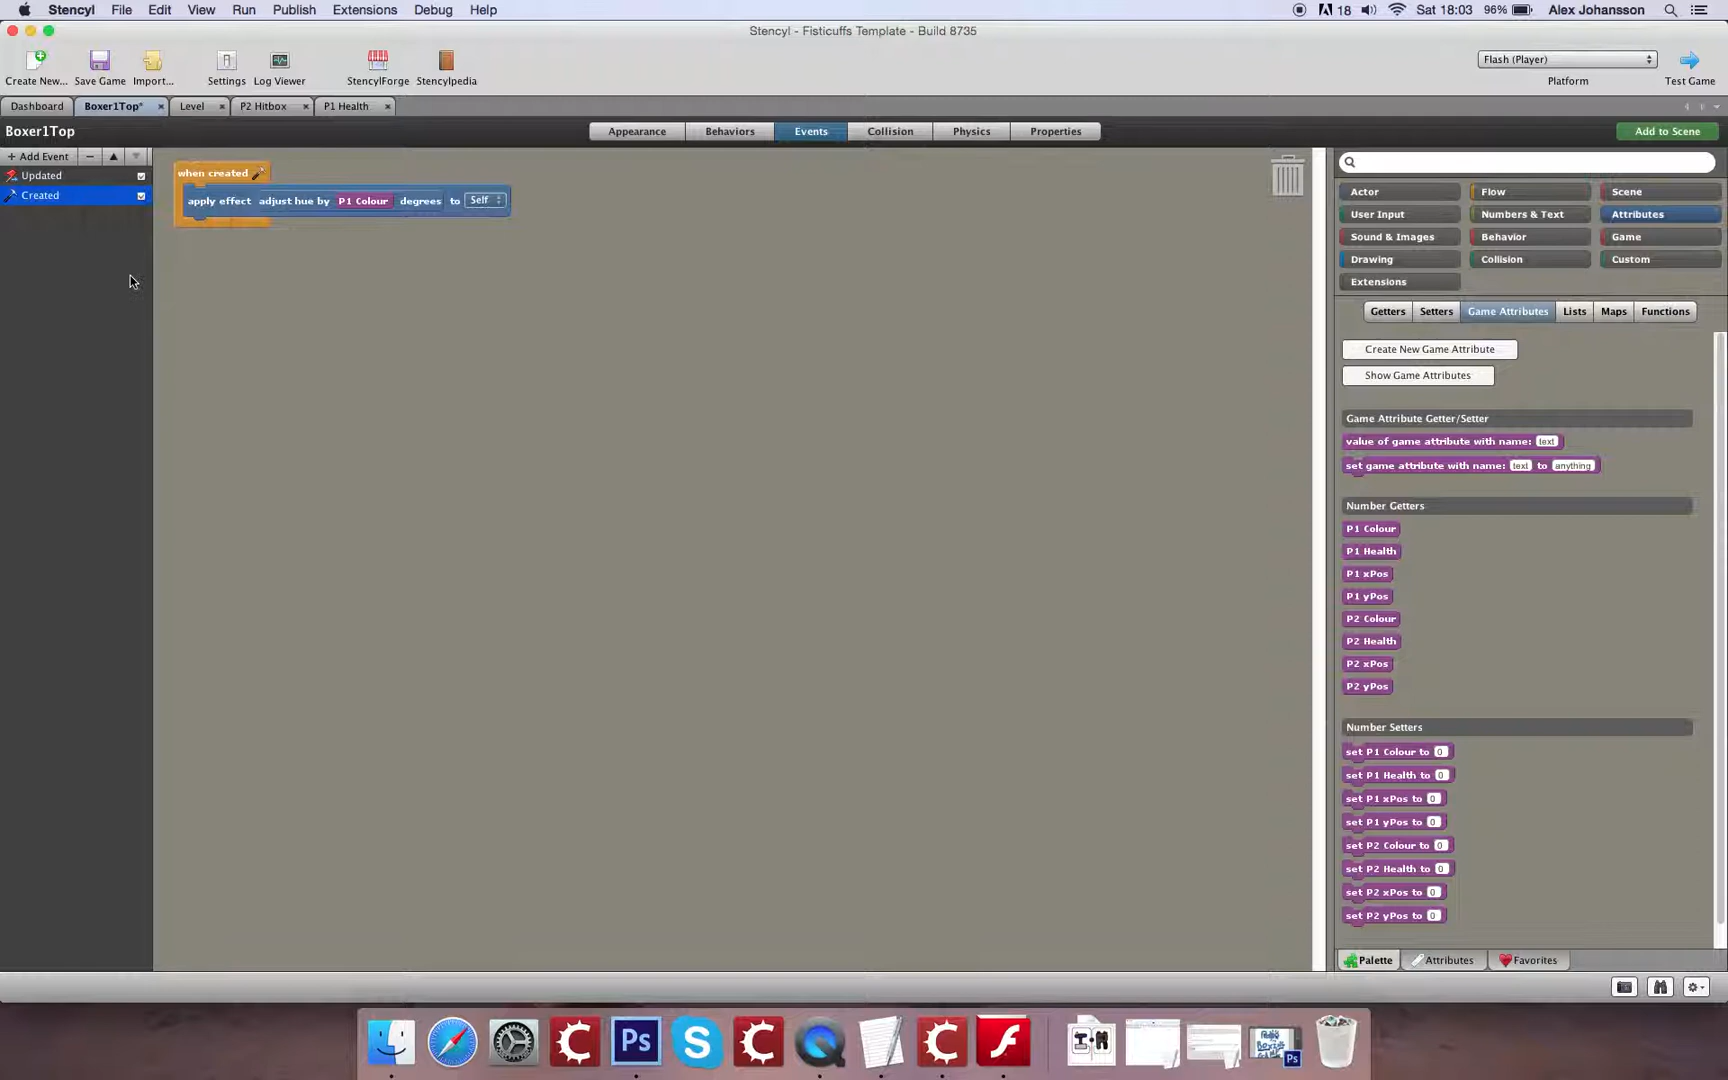 Stencyl File Edit View Run Publish Extensions Debug Help 18 Sat 18:03 96% Alex Johansson
Stencyl - Fisticuffs Template - Build 8735
Create New... Save Game Import... Settings Log Viewer StencylForge Stencylpedia Flash (Player) Platform Test Game
Dashboard Boxer1Top* × Level × P2 Hitbox × P1 Health ×
Boxer1Top Appearance Behaviors Events Collision Physics Properties Add to Scene
+ Add Event
Updated
Created
when created
apply effect adjust hue by P1 Colour degrees to Self
Actor Flow Scene
User Input Numbers & Text Attributes
Sound & Images Behavior Game
Drawing Collision Custom
Extensions
Getters Setters Game Attributes Lists Maps Functions
Create New Game Attribute
Show Game Attributes
Game Attribute Getter/Setter
value of game attribute with name: text
set game attribute with name: text to anything
Number Getters
P1 Colour
P1 Health
P1 xPos
P1 yPos
P2 Colour
P2 Health
P2 xPos
P2 yPos
Number Setters
set P1 Colour to 0
set P1 Health to 0
set P1 xPos to 0
set P1 yPos to 0
set P2 Colour to 0
set P2 Health to 0
set P2 xPos to 0
set P2 yPos to 0
Palette Attributes Favorites
Ps S Ps